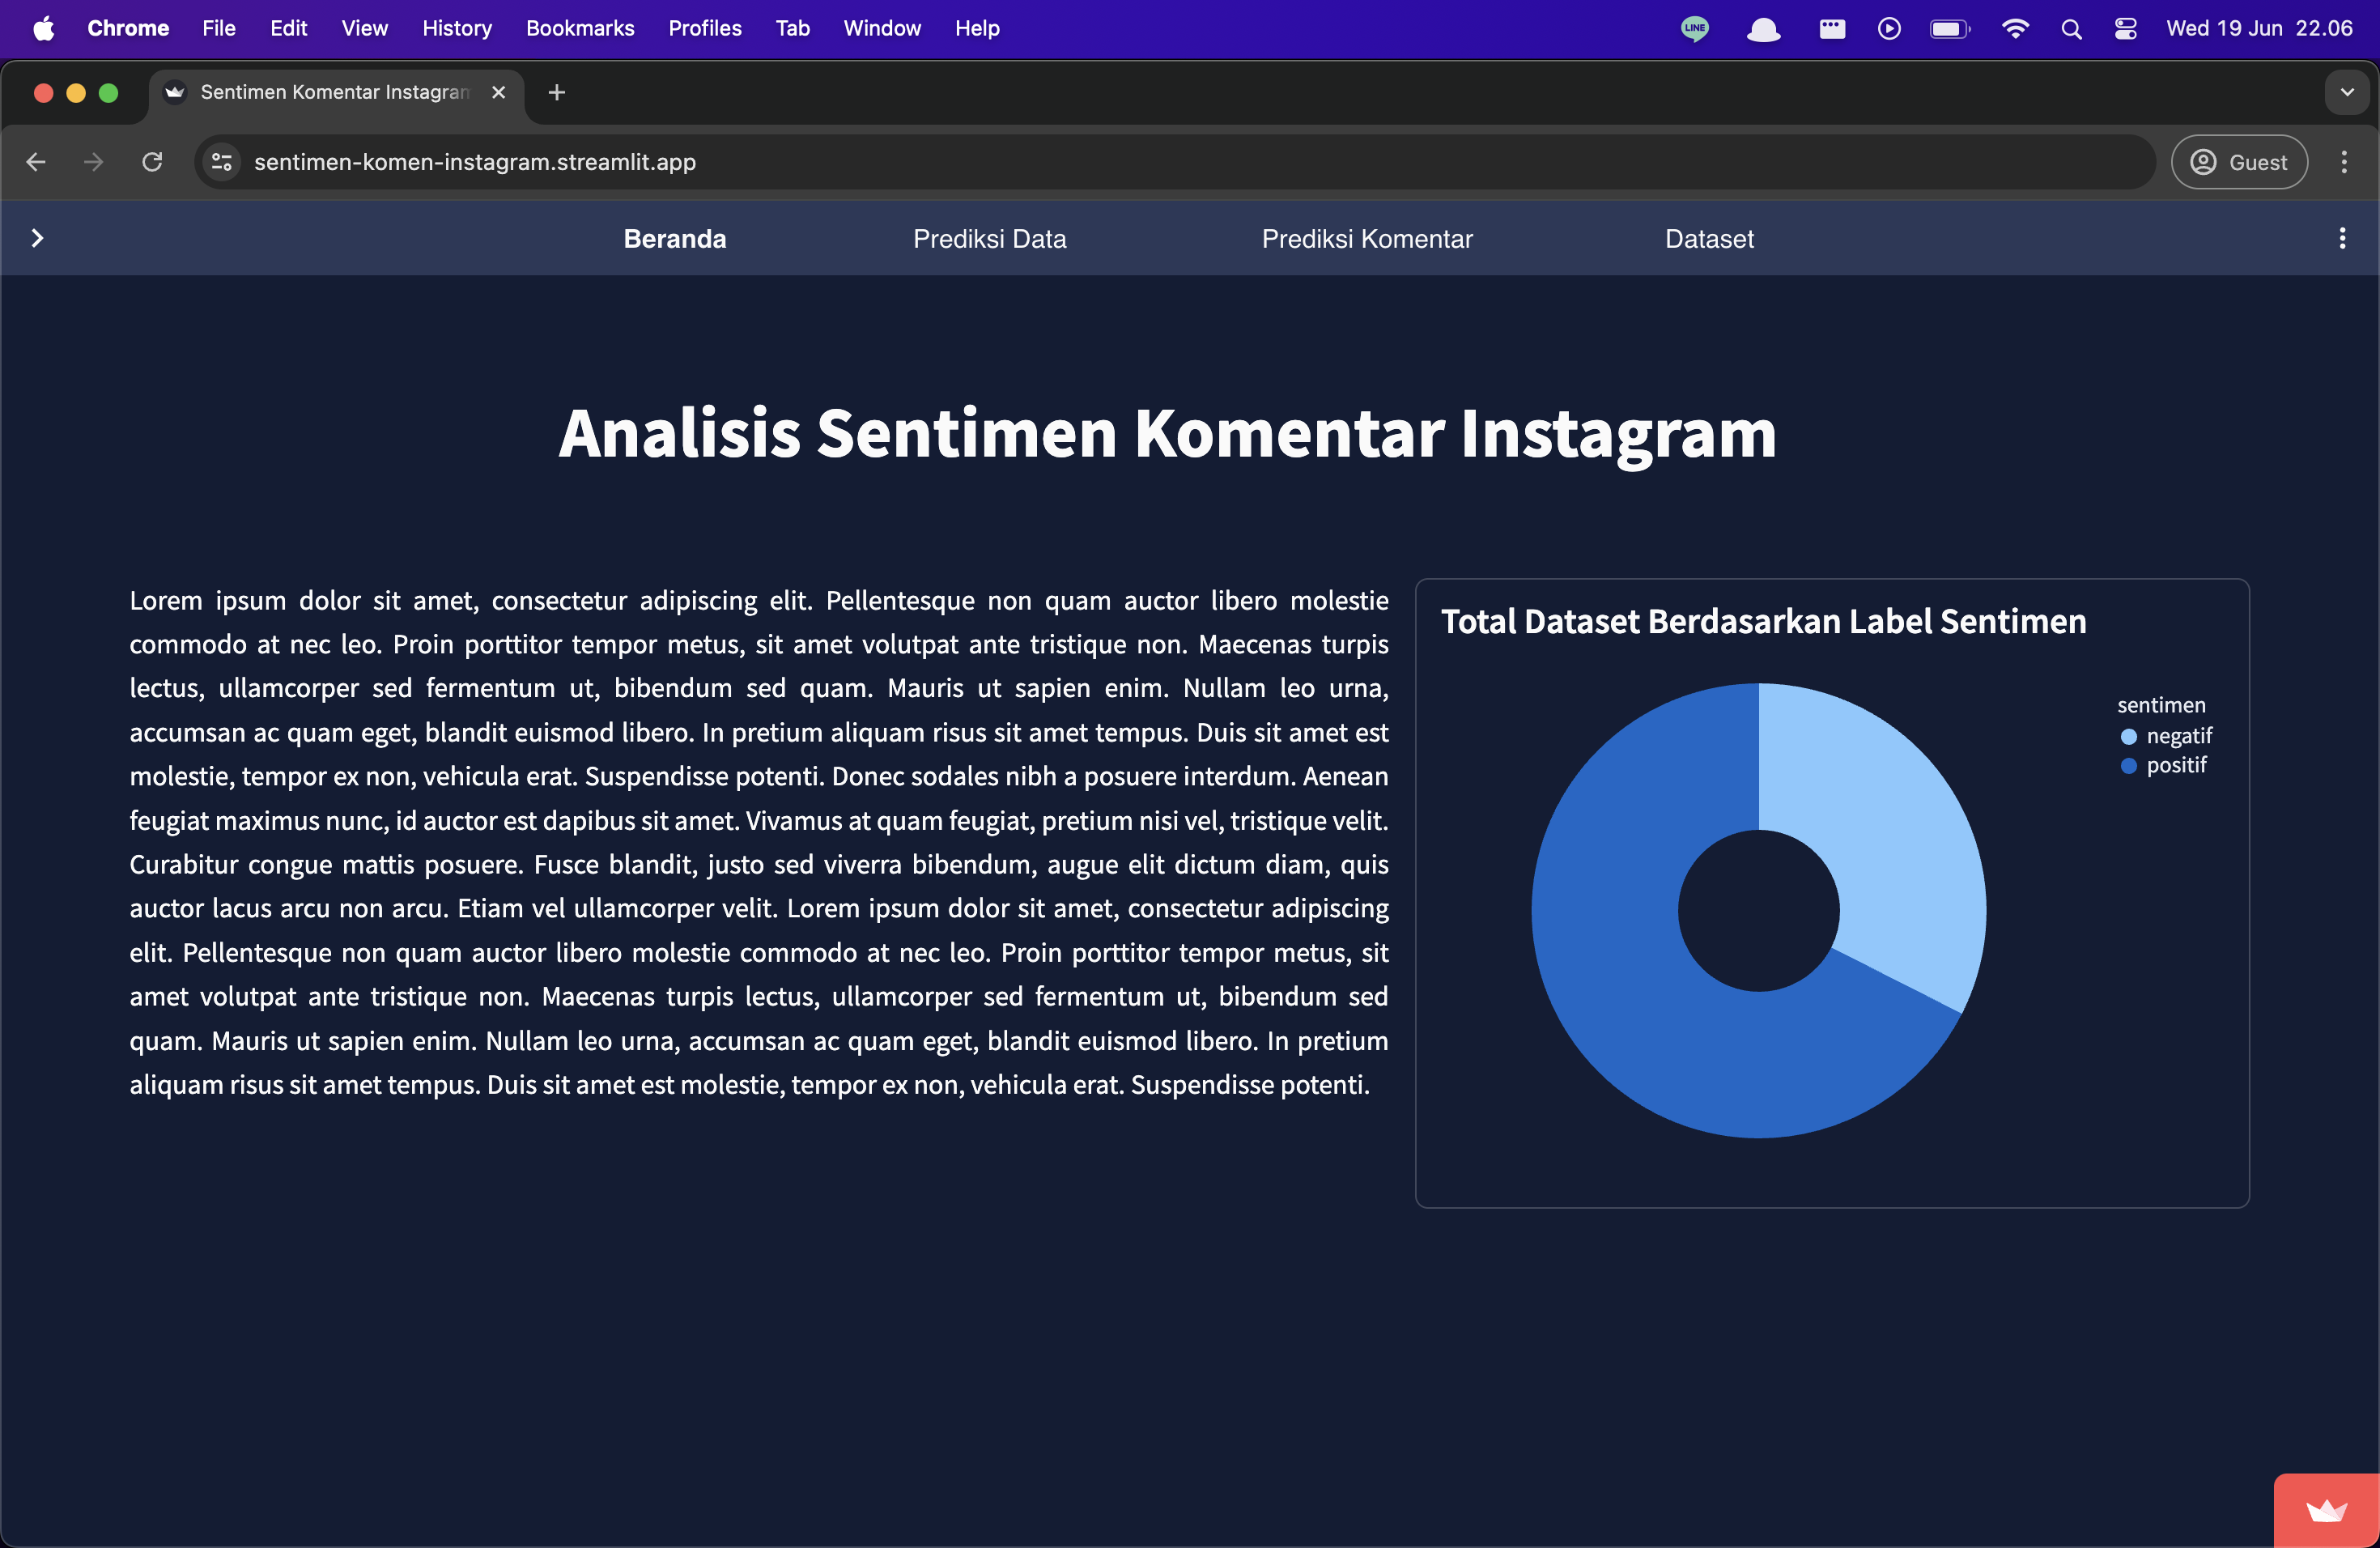 Chrome File Edit View History Bookmarks Profiles Tab Window Help LINE Wed 19 Jun 22.06
Sentimen Komentar Instagram
sentimen-komen-instagram.streamlit.app Guest
Beranda Prediksi Data Prediksi Komentar Dataset
Analisis Sentimen Komentar Instagram
Lorem ipsum dolor sit amet, consectetur adipiscing elit. Pellentesque non quam auctor libero molestie
commodo at nec leo. Proin porttitor tempor metus, sit amet volutpat ante tristique non. Maecenas turpis
lectus, ullamcorper sed fermentum ut, bibendum sed quam. Mauris ut sapien enim. Nullam leo urna,
accumsan ac quam eget, blandit euismod libero. In pretium aliquam risus sit amet tempus. Duis sit amet est
molestie, tempor ex non, vehicula erat. Suspendisse potenti. Donec sodales nibh a posuere interdum. Aenean
feugiat maximus nunc, id auctor est dapibus sit amet. Vivamus at quam feugiat, pretium nisi vel, tristique velit.
Curabitur congue mattis posuere. Fusce blandit, justo sed viverra bibendum, augue elit dictum diam, quis
auctor lacus arcu non arcu. Etiam vel ullamcorper velit. Lorem ipsum dolor sit amet, consectetur adipiscing
elit. Pellentesque non quam auctor libero molestie commodo at nec leo. Proin porttitor tempor metus, sit
amet volutpat ante tristique non. Maecenas turpis lectus, ullamcorper sed fermentum ut, bibendum sed
quam. Mauris ut sapien enim. Nullam leo urna, accumsan ac quam eget, blandit euismod libero. In pretium
aliquam risus sit amet tempus. Duis sit amet est molestie, tempor ex non, vehicula erat. Suspendisse potenti.
Total Dataset Berdasarkan Label Sentimen
sentimen
negatif
positif